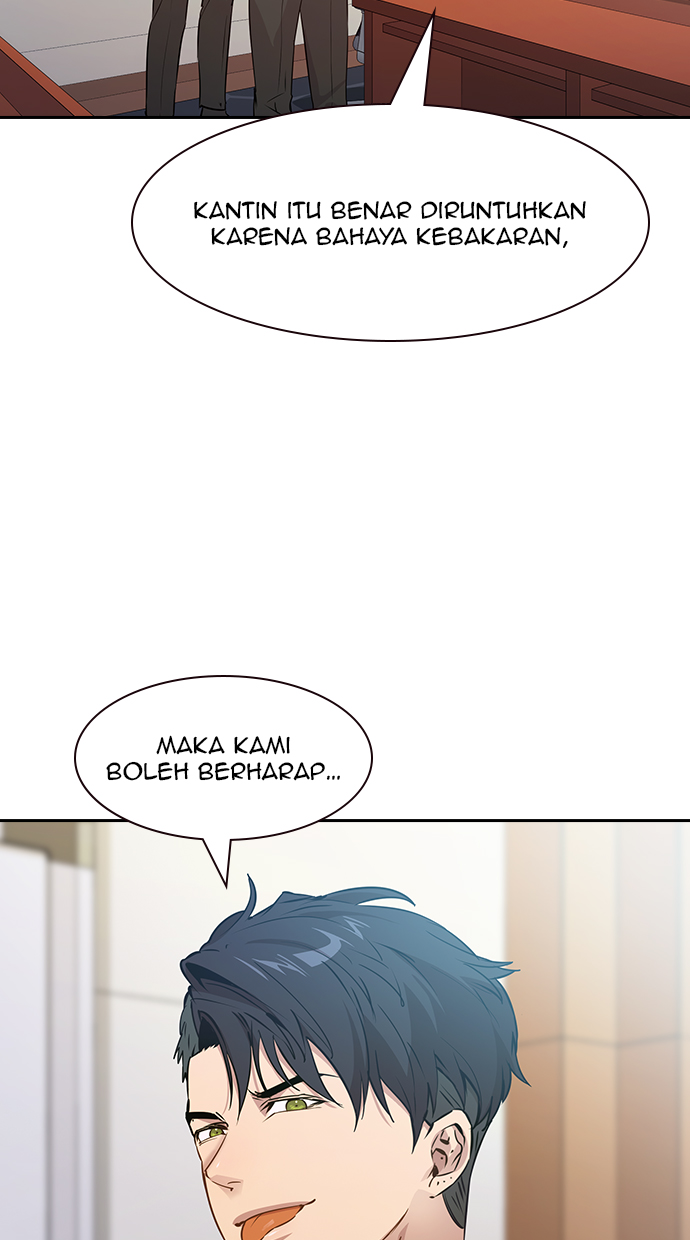 KANTIN ITU BENAR DIRUNTUHKAN
KARENA BAHAYA KEBAKARAN,
MAKA KAMI
BOLEH BERHARAP...